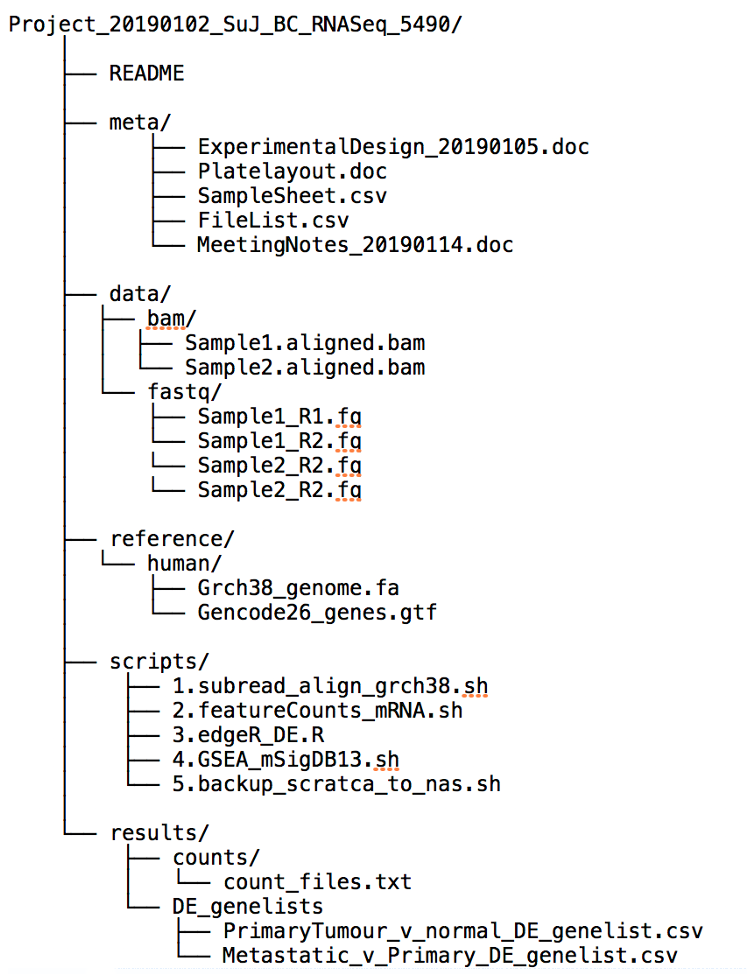 Project_20190102_SuJ_BC_RNASeq_5490/
README
meta/
ExperimentalDesign_20190105.doc
Platelayout.doc
SampleSheet.csv
FileList.csv
MeetingNotes_20190114.doc
data/
bam/
Sample1.aligned.bam
Sample2.aligned.bam
fastq/
Sample1_R1.fq
Sample1_R2.fq
Sample2_R2.fq
Sample2_R2.fq
reference/
human/
Grch38_genome.fa
Gencode26_genes.gtf
scripts/
1.subread_align_grch38.sh
2.featureCounts_mRNA.sh
3.edgeR_DE.R
4.GSEA_mSigDB13.sh
5.backup_scratca_to_nas.sh
results/
counts/
count_files.txt
DE_genelists
PrimaryTumour_v_normal_DE_genelist.csv
Metastatic_v_Primary_DE_genelist.csv